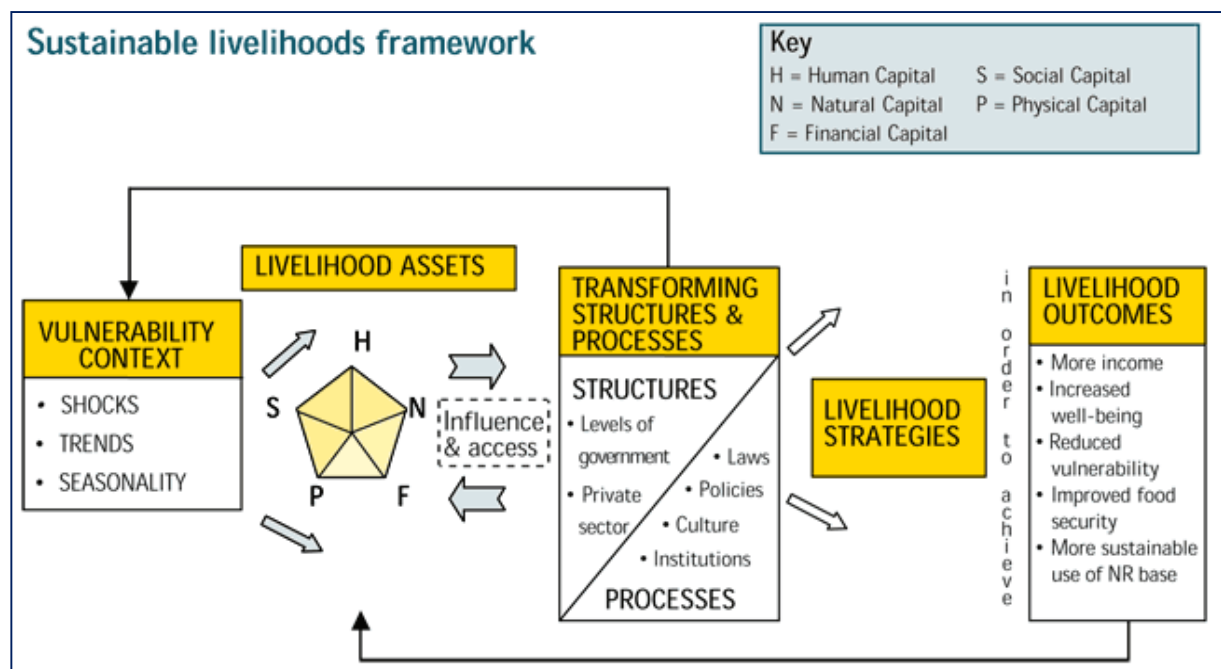 Sustainable livelihoods framework
Key
H = Human Capital S = Social Capital
N = Natural Capital P = Physical Capital
F = Financial Capital
LIVELIHOOD ASSETS
VULNERABILITY
CONTEXT
• SHOCKS
• TRENDS
• SEASONALITY
H
S
N
P
F
Influence
& access
TRANSFORMING
STRUCTURES &
PROCESSES
STRUCTURES
• Levels of
government
• Private
sector
• Laws
• Policies
• Culture
• Institutions
PROCESSES
LIVELIHOOD
STRATEGIES
in order to achieve
LIVELIHOOD
OUTCOMES
• More income
• Increased
well-being
• Reduced
vulnerability
• Improved food
security
• More sustainable
use of NR base